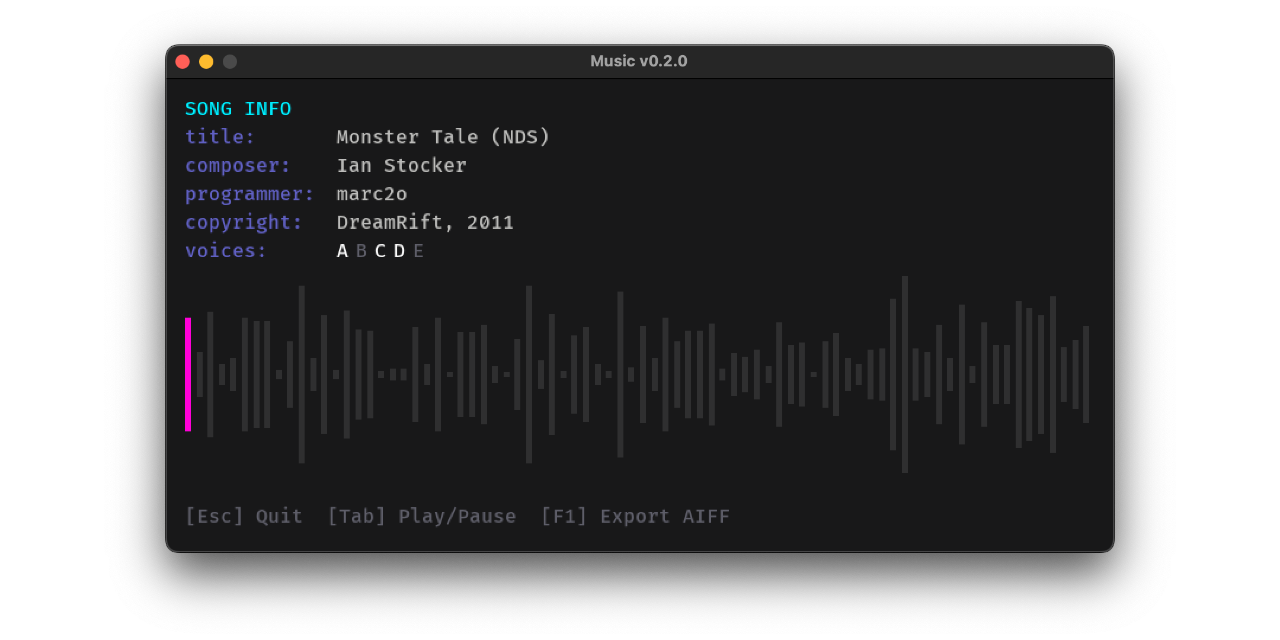 Music v0.2.0
SONG INFO
title: Monster Tale (NDS)
composer: Ian Stocker
programmer: marc2o
copyright: DreamRift, 2011
voices: A B C D E
[Esc] Quit [Tab] Play/Pause [F1] Export AIFF